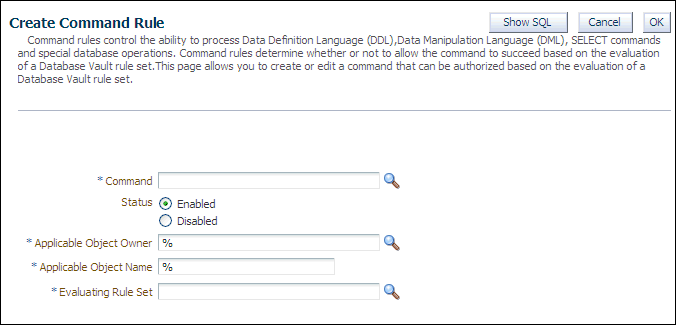 Create Command Rule
Show SQL
Cancel
OK
Command rules control the ability to process Data Definition Language (DDL),Data Manipulation Language (DML), SELECT commands
and special database operations. Command rules determine whether or not to allow the command to succeed based on the evaluation
of a Database Vault rule set.This page allows you to create or edit a command that can be authorized based on the evaluation of a
Database Vault rule set.
* Command
Status
Enabled
Disabled
* Applicable Object Owner %
* Applicable Object Name %
* Evaluating Rule Set